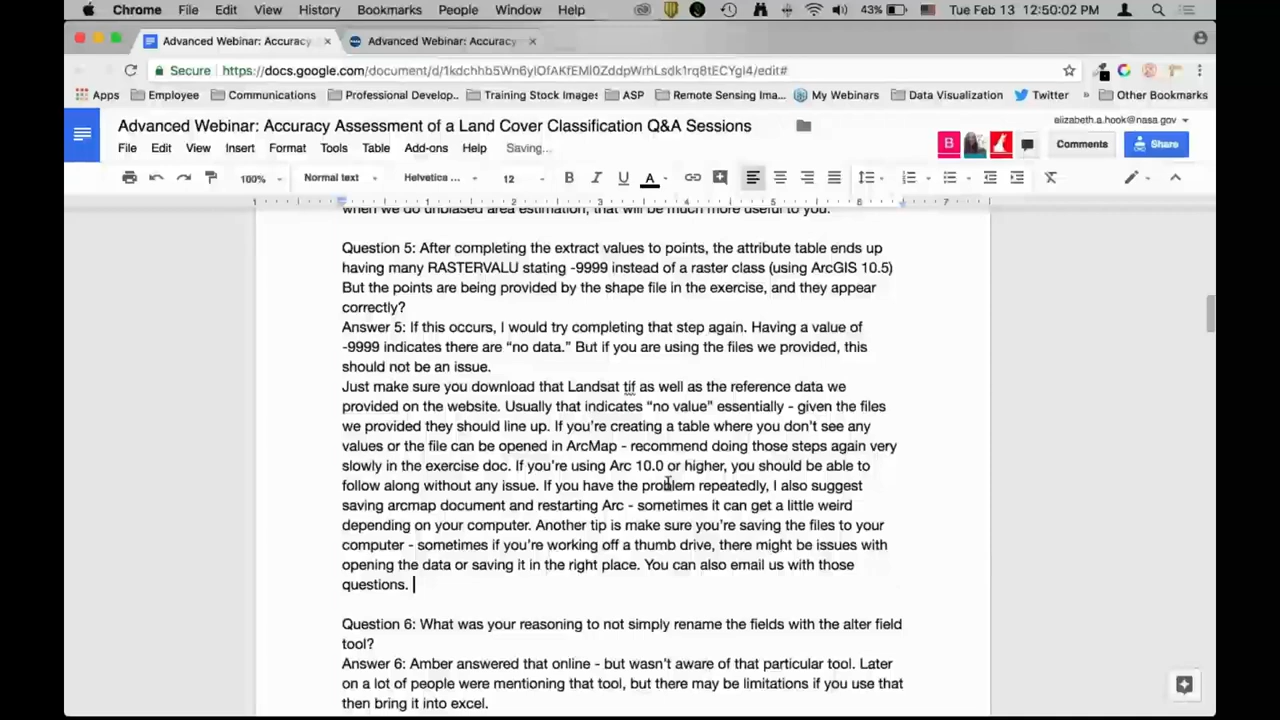 Chrome File Edit View History Bookmarks People Window Help 43% Tue Feb 13 12:50:02 PM
Advanced Webinar: Accuracy × Advanced Webinar: Accuracy ×
Secure https://docs.google.com/document/d/1kdchhb5Wn6ylOfAKfEMl0ZddpWrhLsdk1rq8tECYgI4/edit#
Apps Employee Communications Professional Develop.. Training Stock Images ASP Remote Sensing Ima... My Webinars Data Visualization Twitter » Other Bookmarks
Advanced Webinar: Accuracy Assessment of a Land Cover Classification Q&A Sessions
elizabeth.a.hook@nasa.gov
File Edit View Insert Format Tools Table Add-ons Help Saving...
B Comments Share
100% Normal text Helvetica ... 12 B I U A
1 1 2 3 4 5 6 7
when we do unbiased area estimation, that will be much more useful to you.
Question 5: After completing the extract values to points, the attribute table ends up
having many RASTERVALU stating -9999 instead of a raster class (using ArcGIS 10.5)
But the points are being provided by the shape file in the exercise, and they appear
correctly?
Answer 5: If this occurs, I would try completing that step again. Having a value of
-9999 indicates there are “no data.” But if you are using the files we provided, this
should not be an issue.
Just make sure you download that Landsat tif as well as the reference data we
provided on the website. Usually that indicates “no value” essentially - given the files
we provided they should line up. If you’re creating a table where you don’t see any
values or the file can be opened in ArcMap - recommend doing those steps again very
slowly in the exercise doc. If you’re using Arc 10.0 or higher, you should be able to
follow along without any issue. If you have the problem repeatedly, I also suggest
saving arcmap document and restarting Arc - sometimes it can get a little weird
depending on your computer. Another tip is make sure you’re saving the files to your
computer - sometimes if you’re working off a thumb drive, there might be issues with
opening the data or saving it in the right place. You can also email us with those
questions.
Question 6: What was your reasoning to not simply rename the fields with the alter field
tool?
Answer 6: Amber answered that online - but wasn’t aware of that particular tool. Later
on a lot of people were mentioning that tool, but there may be limitations if you use that
then bring it into excel.